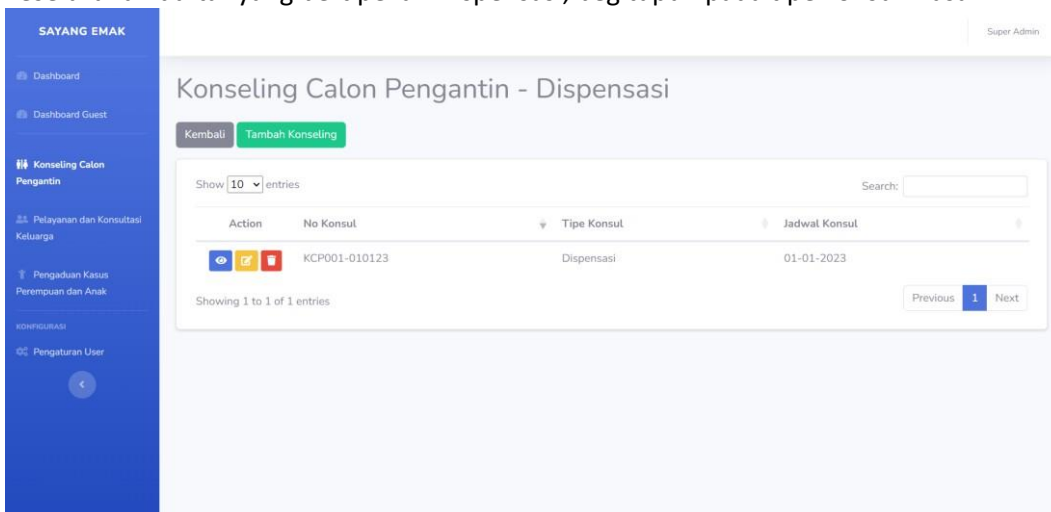 SAYANG EMAK
Super Admin
Dashboard
Dashboard Guest
Konseling Calon
Pengantin
Pelayanan dan Konsultasi
Keluarga
Pengaduan Kasus
Perempuan dan Anak
KONFIGURASI
Pengaturan User
Konseling Calon Pengantin - Dispensasi
Kembali
Tambah Konseling
Show 10 entries
Search:
Action No Konsul Tipe Konsul Jadwal Konsul
KCP001-010123 Dispensasi 01-01-2023
Showing 1 to 1 of 1 entries
Previous 1 Next